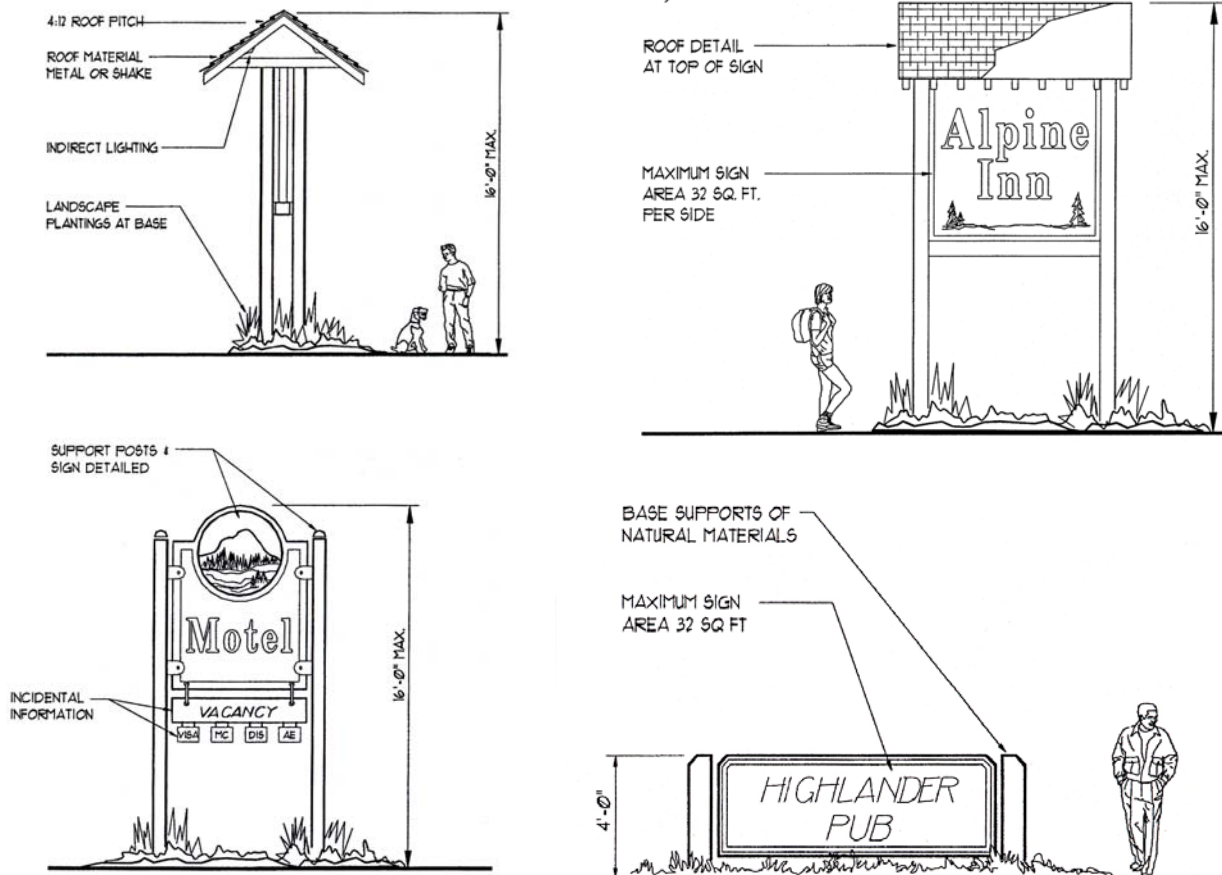 4:12 ROOF PITCH
ROOF MATERIAL
METAL OR SHAKE
INDIRECT LIGHTING
LANDSCAPE
PLANTINGS AT BASE
16'-0" MAX.
ROOF DETAIL
AT TOP OF SIGN
MAXIMUM SIGN
AREA 32 SQ. FT.
PER SIDE
Alpine
Inn
16'-0" MAX.
SUPPORT POSTS &
SIGN DETAILED
Motel
INCIDENTAL
INFORMATION
VACANCY
VISA MC DIS AE
16'-0" MAX.
BASE SUPPORTS OF
NATURAL MATERIALS
MAXIMUM SIGN
AREA 32 SQ FT
HIGHLANDER
PUB
4'-0"